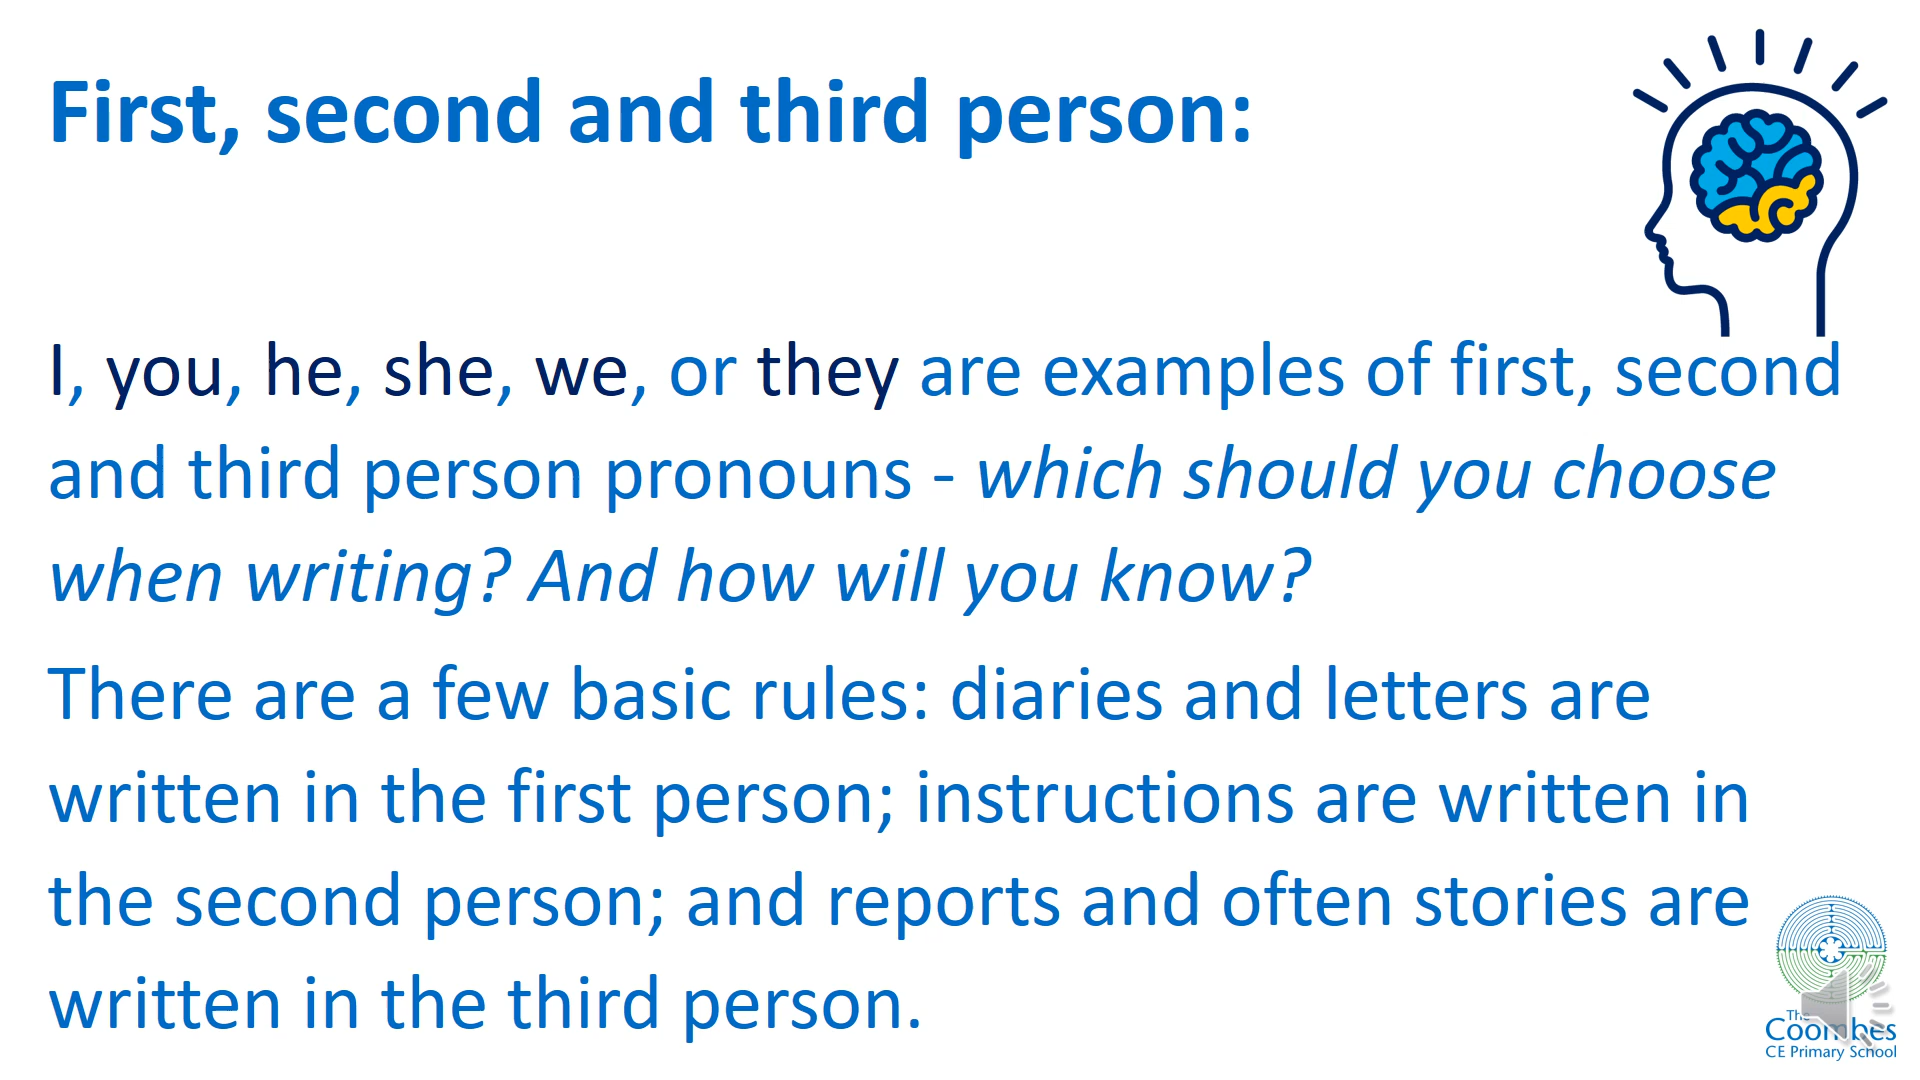 First, second and third person:
I, you, he, she, we, or they are examples of first, second
and third person pronouns - which should you choose
when writing? And how will you know?
There are a few basic rules: diaries and letters are
written in the first person; instructions are written in
the second person; and reports and often stories are
written in the third person.
The
Coombes
CE Primary School